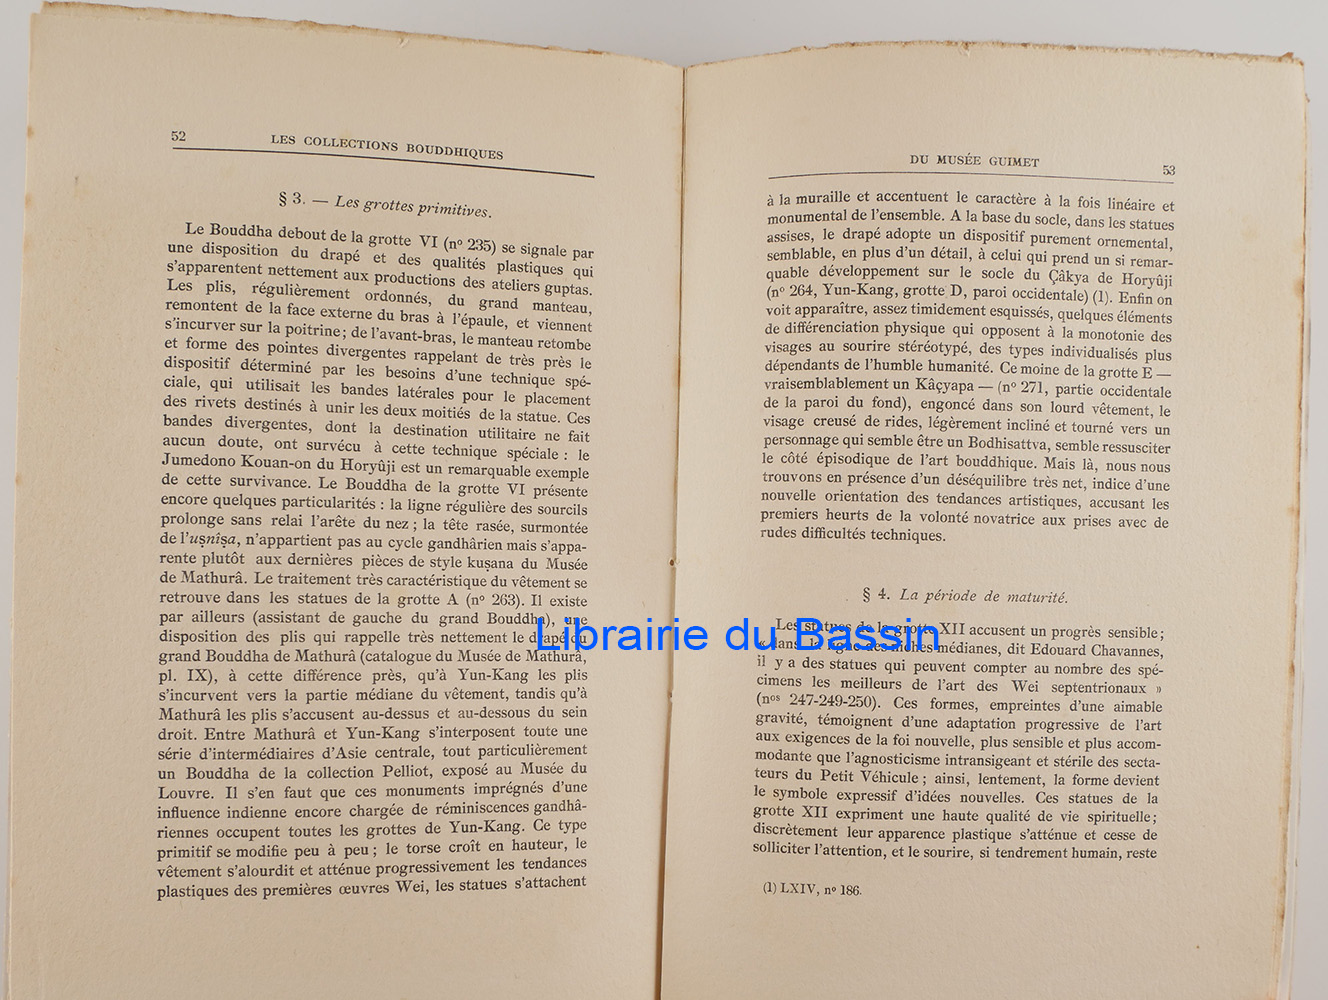 52
LES COLLECTIONS BOUDDHIQUES
§ 3. — Les grottes primitives.
Le Bouddha debout de la grotte VI (nº 235) se signale par
une disposition du drapé et des qualités plastiques qui
s'apparentent nettement aux productions des ateliers guptas.
Les plis, régulièrement ordonnés, du grand manteau,
remontent de la face externe du bras à l'épaule, et viennent
s'incurver sur la poitrine; de l'avant-bras, le manteau retombe
et forme des pointes divergentes rappelant de très près le
dispositif déterminé par les besoins d'une technique spé-
ciale, qui utilisait les bandes latérales pour le placement
des rivets destinés à unir les deux moitiés de la statue. Ces
bandes divergentes, dont la destination utilitaire ne fait
aucun doute, ont survécu à cette technique spéciale : le
Jumedono Kouan-on du Horyûji est un remarquable exemple
de cette survivance. Le Bouddha de la grotte VI présente
encore quelques particularités : la ligne régulière des sourcils
prolonge sans relai l'arête du nez ; la tête rasée, surmontée
de l'uṣnîṣa, n'appartient pas au cycle gandhârien mais s'appa-
rente plutôt aux dernières pièces de style kuṣana du Musée
de Mathurâ. Le traitement très caractéristique du vêtement se
retrouve dans les statues de la grotte A (nº 263). Il existe
par ailleurs (assistant de gauche du grand Bouddha), une
disposition des plis qui rappelle très nettement le drapé du
grand Bouddha de Mathurâ (catalogue du Musée de Mathurâ,
pl. IX), à cette différence près, qu'à Yun-Kang les plis
s'incurvent vers la partie médiane du vêtement, tandis qu'à
Mathurâ les plis s'accusent au-dessus et au-dessous du sein
droit. Entre Mathurâ et Yun-Kang s'interposent toute une
série d'intermédiaires d'Asie centrale, tout particulièrement
un Bouddha de la collection Pelliot, exposé au Musée du
Louvre. Il s'en faut que ces monuments imprégnés d'une
influence indienne encore chargée de réminiscences gandhâ-
riennes occupent toutes les grottes de Yun-Kang. Ce type
primitif se modifie peu à peu ; le torse croît en hauteur, le
vêtement s'alourdit et atténue progressivement les tendances
plastiques des premières œuvres Wei, les statues s'attachent
DU MUSÉE GUIMET
53
à la muraille et accentuent le caractère à la fois linéaire et
monumental de l'ensemble. A la base du socle, dans les statues
assises, le drapé adopte un dispositif purement ornemental,
semblable, en plus d'un détail, à celui qui prend un si remar-
quable développement sur le socle du Çâkya de Horyûji
(nº 264, Yun-Kang, grotte D, paroi occidentale) (1). Enfin on
voit apparaître, assez timidement esquissés, quelques éléments
de différenciation physique qui opposent à la monotonie des
visages au sourire stéréotypé, des types individualisés plus
dépendants de l'humble humanité. Ce moine de la grotte E —
vraisemblablement un Kâçyapa — (nº 271, partie occidentale
de la paroi du fond), engoncé dans son lourd vêtement, le
visage creusé de rides, légèrement incliné et tourné vers un
personnage qui semble être un Bodhisattva, semble ressusciter
le côté épisodique de l'art bouddhique. Mais là, nous nous
trouvons en présence d'un déséquilibre très net, indice d'une
nouvelle orientation des tendances artistiques, accusant les
premiers heurts de la volonté novatrice aux prises avec de
rudes difficultés techniques.
§ 4. La période de maturité.
Les statues de la grotte XII accusent un progrès sensible;
« dans la ligne des niches médianes, dit Edouard Chavannes,
il y a des statues qui peuvent compter au nombre des spé-
cimens les meilleurs de l'art des Wei septentrionaux »
(nos 247-249-250). Ces formes, empreintes d'une aimable
gravité, témoignent d'une adaptation progressive de l'art
aux exigences de la foi nouvelle, plus sensible et plus accom-
modante que l'agnosticisme intransigeant et stérile des secta-
teurs du Petit Véhicule ; ainsi, lentement, la forme devient
le symbole expressif d'idées nouvelles. Ces statues de la
grotte XII expriment une haute qualité de vie spirituelle;
discrètement leur apparence plastique s'atténue et cesse de
solliciter l'attention, et le sourire, si tendrement humain, reste
(1) LXIV, nº 186.
Librairie du Bassin